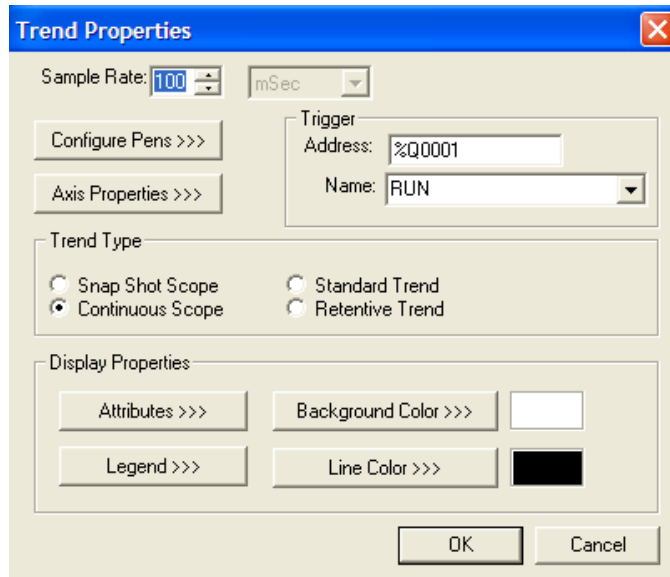 Trend Properties
Sample Rate: 100 mSec
Trigger
Configure Pens >>>
Address: %Q0001
Axis Properties >>>
Name: RUN
Trend Type
Snap Shot Scope
Standard Trend
Continuous Scope
Retentive Trend
Display Properties
Attributes >>>
Background Color >>>
Legend >>>
Line Color >>>
OK
Cancel